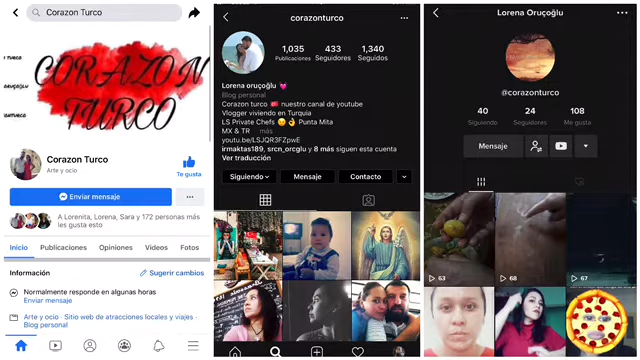 Corazon Turco
TURCO
ORUÇOĞLU
CORAZON
TURCO
Corazon Turco
Arte y ocio
Te gusta
Enviar mensaje
A Lorenita, Lorena, Sara y 172 personas más
les gusta esto
Inicio
Publicaciones
Opiniones
Videos
Fotos
Información
Sugerir cambios
Normalmente responde en algunas horas
Enviar mensaje
Arte y ocio · Sitio web de atracciones locales y viajes ·
Blog personal
corazonturco
1,035
433
1,340
Publicaciones
Seguidores
Seguidos
Lorena oruçoğlu 💓
Blog personal
Corazon turco 🇹🇷 nuestro canal de youtube
Vlogger viviendo en Turquia
LS Private Chefs 😋👌 Punta Mita
MX & TR más
youtu.be/LSJQR3FZpwE
irmaktas189, srcn_orcglu y 8 más siguen esta cuenta
Ver traducción
Siguiendo
Mensaje
Contacto
Lorena Oruçoğlu
@corazonturco
40
24
108
Siguiendo
Seguidores
Me gusta
Mensaje
63
68
67